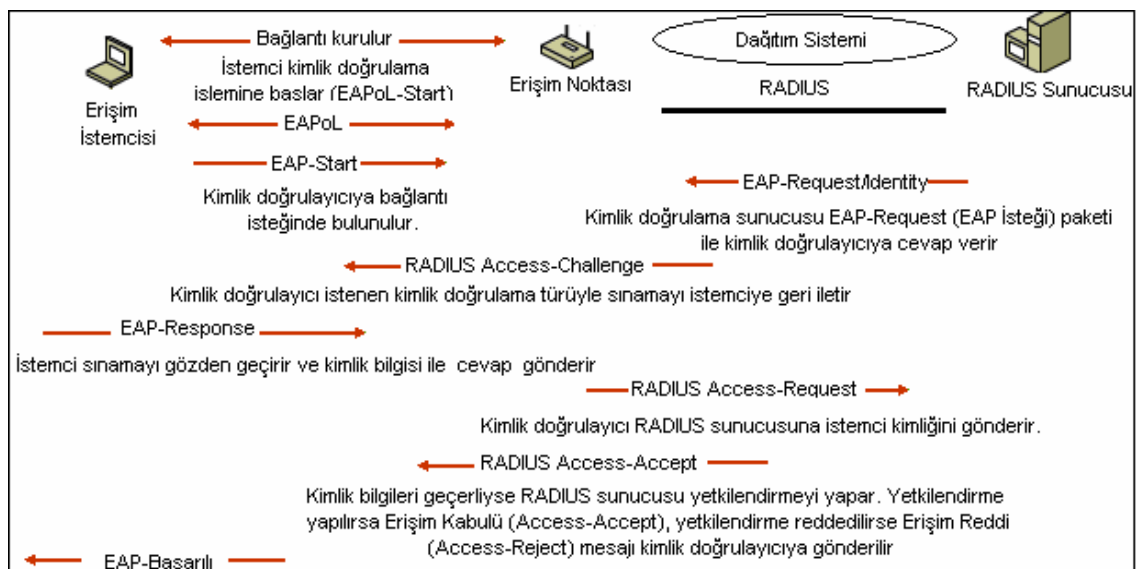 Bağlantı kurulur
Dağıtım Sistemi
İstemci kimlik doğrulama
işlemine başlar (EAPoL-Start)
Erişim Noktası
RADIUS
RADIUS Sunucusu
Erişim
İstemcisi
EAPoL
EAP-Start
EAP-Request/Identity
Kimlik doğrulayıcıya bağlantı
isteğinde bulunulur.
Kimlik doğrulama sunucusu EAP-Request (EAP İsteği) paketi
ile kimlik doğrulayıcıya cevap verir
RADIUS Access-Challenge
Kimlik doğrulayıcı istenen kimlik doğrulama türüyle sınamayı istemciye geri iletir
EAP-Response
İstemci sınamayı gözden geçirir ve kimlik bilgisi ile cevap gönderir
RADIUS Access-Request
Kimlik doğrulayıcı RADIUS sunucusuna istemci kimliğini gönderir.
RADIUS Access-Accept
Kimlik bilgileri geçerliyse RADIUS sunucusu yetkilendirmeyi yapar. Yetkilendirme
yapılırsa Erişim Kabulü (Access-Accept), yetkilendirme reddedilirse Erişim Reddi
(Access-Reject) mesajı kimlik doğrulayıcıya gönderilir
EAP-Başarılı